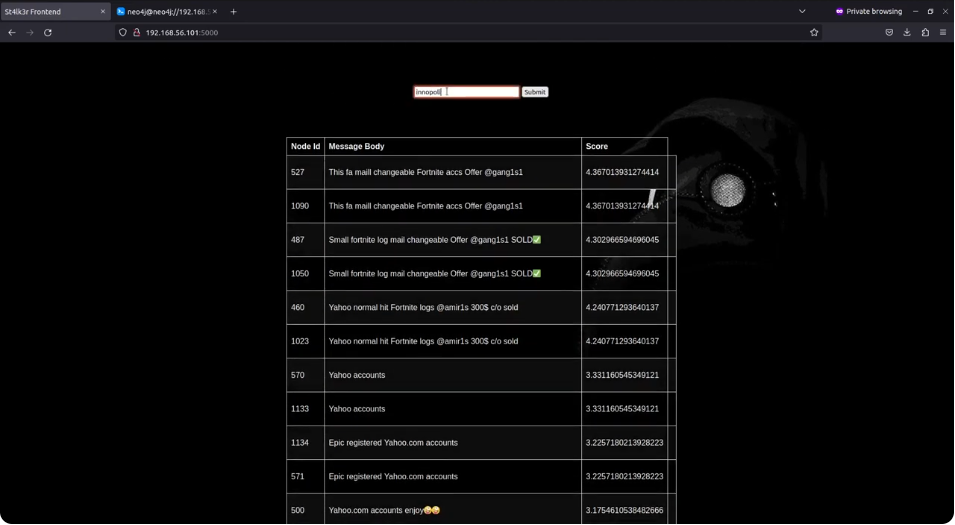 St4lk3r Frontend
neo4j@neo4j://192.168.5
Private browsing
192.168.56.101:5000
innopoli
Submit
Node Id Message Body Score
527 This fa maill changeable Fortnite accs Offer @gang1s1 4.367013931274414
1090 This fa maill changeable Fortnite accs Offer @gang1s1 4.367013931274414
487 Small fortnite log mail changeable Offer @gang1s1 SOLD✅ 4.302966594696045
1050 Small fortnite log mail changeable Offer @gang1s1 SOLD✅ 4.302966594696045
460 Yahoo normal hit Fortnite logs @amir1s 300$ c/o sold 4.240771293640137
1023 Yahoo normal hit Fortnite logs @amir1s 300$ c/o sold 4.240771293640137
570 Yahoo accounts 3.331160545349121
1133 Yahoo accounts 3.331160545349121
1134 Epic registered Yahoo.com accounts 3.2257180213928223
571 Epic registered Yahoo.com accounts 3.2257180213928223
500 Yahoo.com accounts enjoy 3.1754610538482666